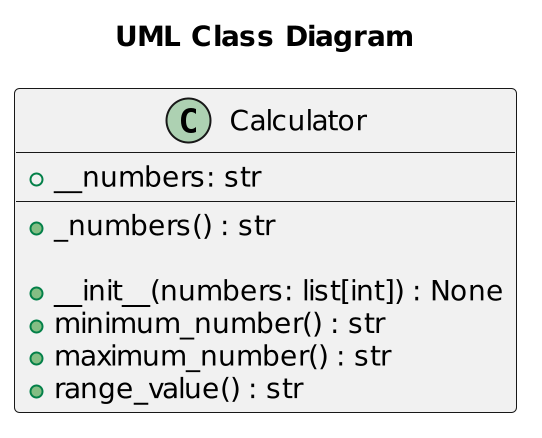 UML Class Diagram
C Calculator
__numbers: str
_numbers() : str
__init__(numbers: list[int]) : None
minimum_number() : str
maximum_number() : str
range_value() : str